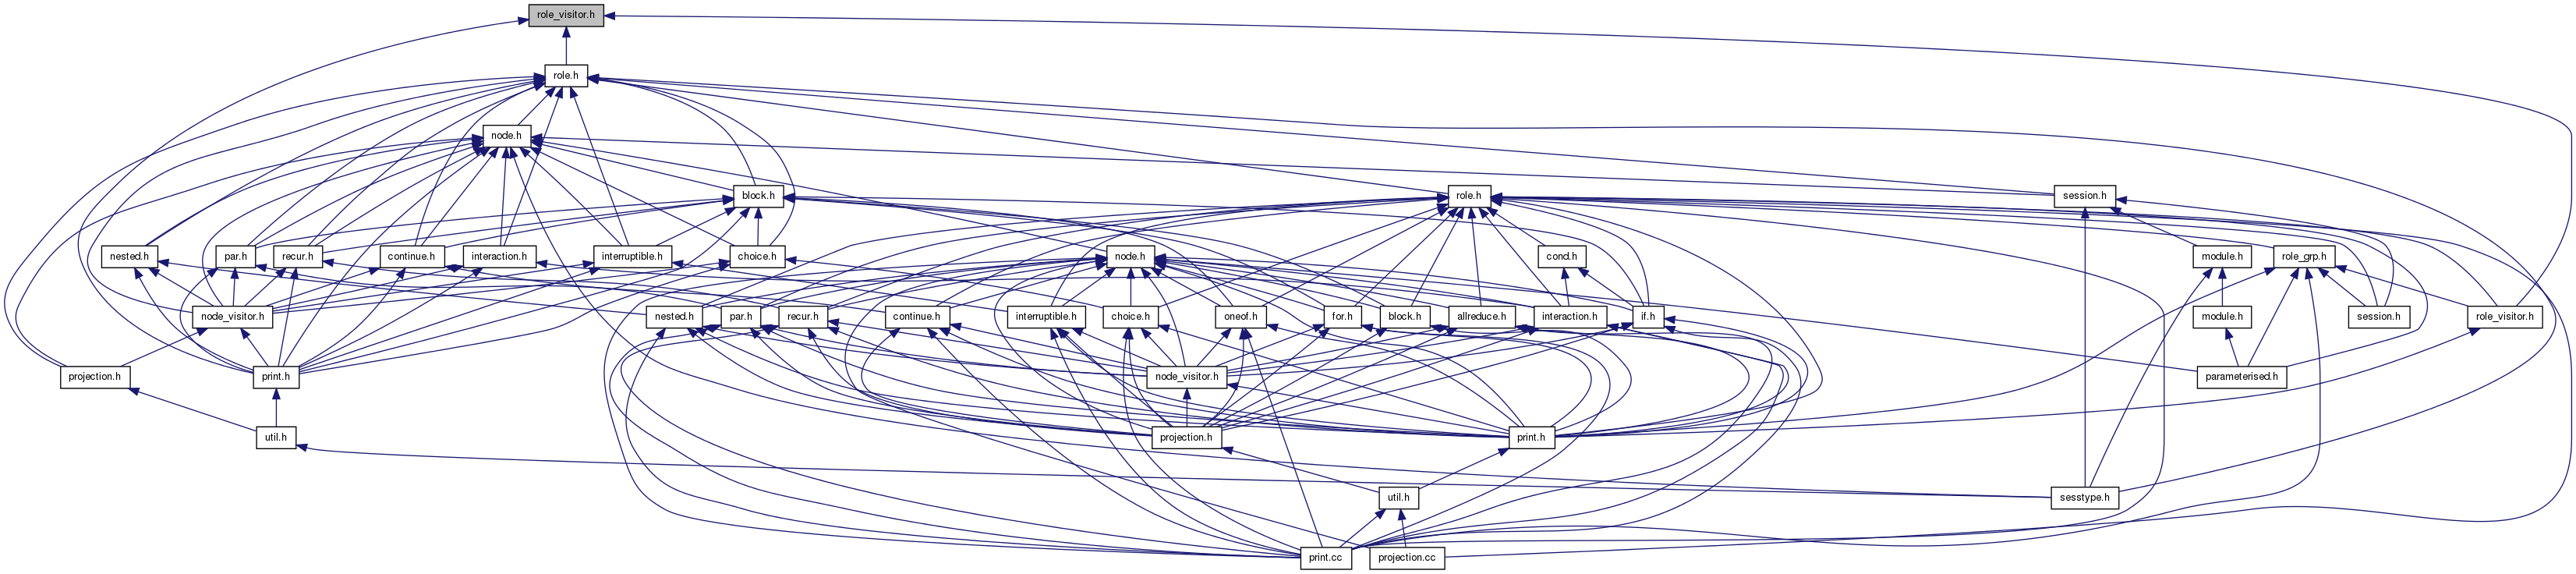 role_visitor.h
role.h
node.h
block.h
role.h
session.h
nested.h
par.h
recur.h
continue.h
interaction.h
interruptible.h
choice.h
node.h
cond.h
module.h
role_grp.h
node_visitor.h
nested.h
par.h
recur.h
continue.h
interruptible.h
choice.h
oneof.h
for.h
block.h
allreduce.h
interaction.h
if.h
module.h
session.h
role_visitor.h
projection.h
print.h
node_visitor.h
parameterised.h
util.h
projection.h
print.h
util.h
sesstype.h
print.cc
projection.cc